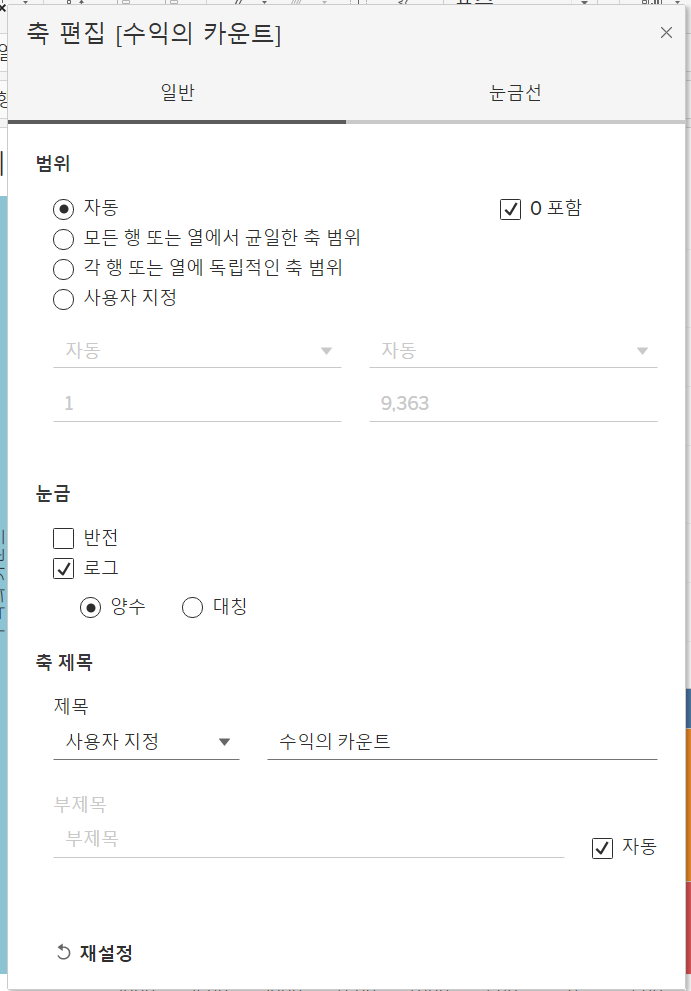 축 편집 [수익의 카운트]
일반
눈금선
범위
자동
0 포함
모든 행 또는 열에서 균일한 축 범위
각 행 또는 열에 독립적인 축 범위
사용자 지정
자동
자동
1
9,363
눈금
반전
로그
양수
대칭
축 제목
제목
사용자 지정
수익의 카운트
부제목
부제목
자동
재설정